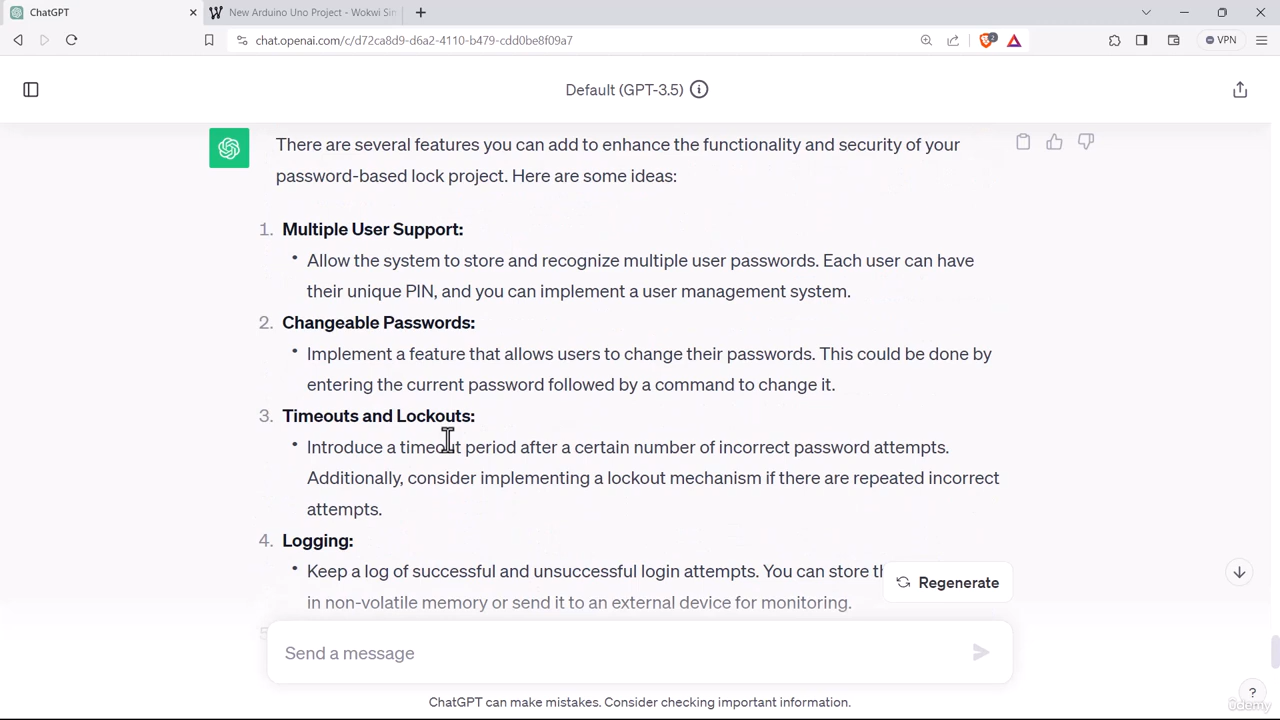 ChatGPT
New Arduino Uno Project - Wokwi Sin
chat.openai.com/c/d72ca8d9-d6a2-4110-b479-cdd0be8f09a7
2
VPN
Default (GPT-3.5)
There are several features you can add to enhance the functionality and security of your
password-based lock project. Here are some ideas:
1. Multiple User Support:
• Allow the system to store and recognize multiple user passwords. Each user can have
their unique PIN, and you can implement a user management system.
2. Changeable Passwords:
• Implement a feature that allows users to change their passwords. This could be done by
entering the current password followed by a command to change it.
3. Timeouts and Lockouts:
• Introduce a timeout period after a certain number of incorrect password attempts.
Additionally, consider implementing a lockout mechanism if there are repeated incorrect
attempts.
4. Logging:
• Keep a log of successful and unsuccessful login attempts. You can store th
in non-volatile memory or send it to an external device for monitoring.
Regenerate
5
Send a message
ChatGPT can make mistakes. Consider checking important information.
?
ûdemy